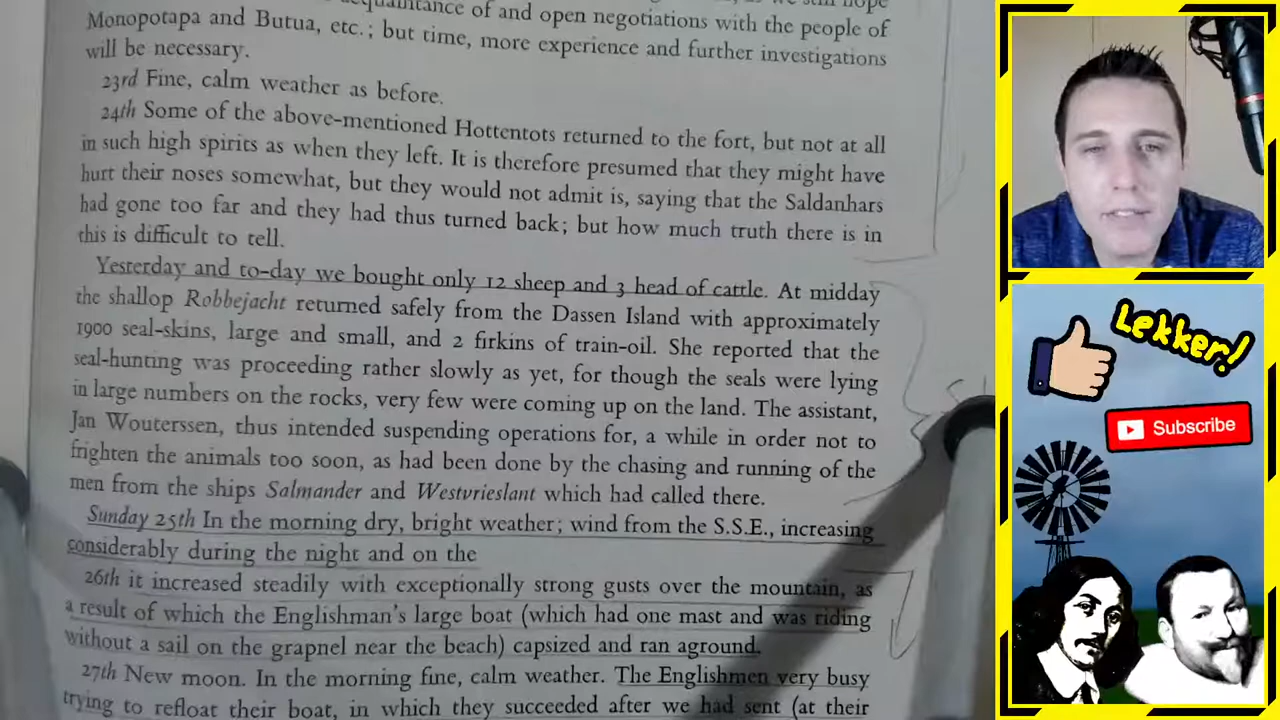 quaintance of and open negotiations with the people of
Monopotapa and Butua, etc.; but time, more experience and further investigations
will be necessary.
23rd Fine, calm weather as before.
24th Some of the above-mentioned Hottentots returned to the fort, but not at all
in such high spirits as when they left. It is therefore presumed that they might have
hurt their noses somewhat, but they would not admit is, saying that the Saldanhars
had gone too far and they had thus turned back; but how much truth there is in
this is difficult to tell.
Yesterday and to-day we bought only 12 sheep and 3 head of cattle. At midday
the shallop Robbejacht returned safely from the Dassen Island with approximately
1900 seal-skins, large and small, and 2 firkins of train-oil. She reported that the
seal-hunting was proceeding rather slowly as yet, for though the seals were lying
in large numbers on the rocks, very few were coming up on the land. The assistant,
Jan Wouterssen, thus intended suspending operations for, a while in order not to
frighten the animals too soon, as had been done by the chasing and running of the
men from the ships Salmander and Westvrieslant which had called there.
Sunday 25th In the morning dry, bright weather; wind from the S.S.E., increasing
considerably during the night and on the
26th it increased steadily with exceptionally strong gusts over the mountain, as
a result of which the Englishman's large boat (which had one mast and was riding
without a sail on the grapnel near the beach) capsized and ran aground.
27th New moon. In the morning fine, calm weather. The Englishmen very busy
trying to refloat their boat, in which they succeeded after we had sent (at their
Lekker!
Subscribe